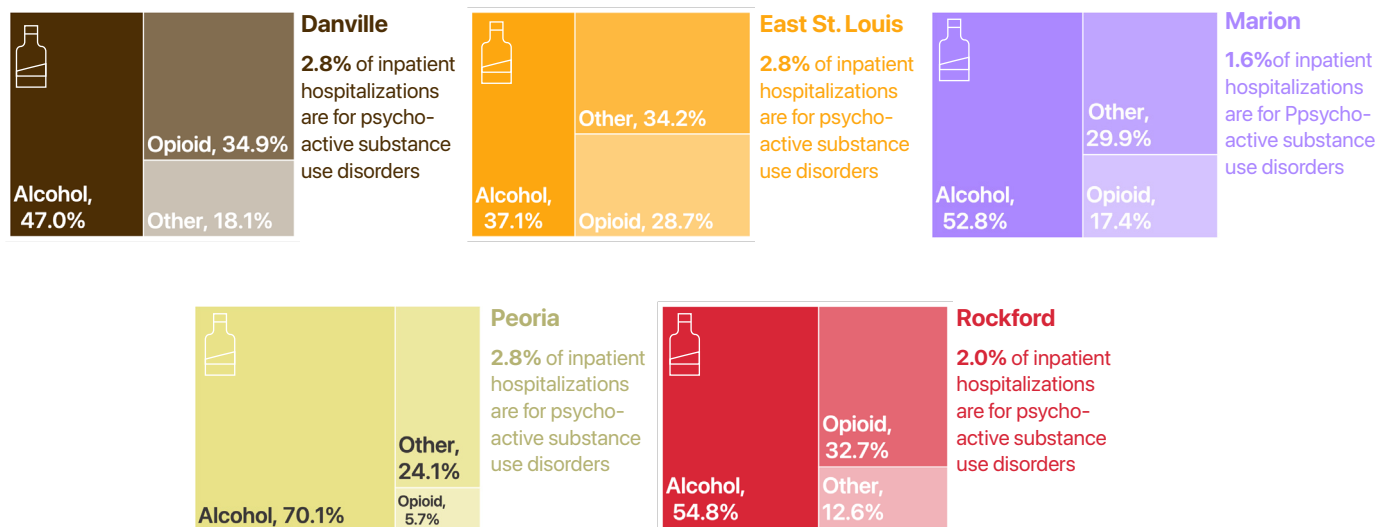 Danville
2.8% of inpatient
hospitalizations
are for psycho-
active substance
use disorders
Opioid, 34.9%
Alcohol,
47.0%
Other, 18.1%
East St. Louis
2.8% of inpatient
hospitalizations
are for psycho-
active substance
use disorders
Other, 34.2%
Alcohol,
37.1%
Opioid, 28.7%
Marion
1.6%of inpatient
hospitalizations
are for Ppsycho-
active substance
use disorders
Other,
29.9%
Alcohol,
52.8%
Opioid,
17.4%
Peoria
2.8% of inpatient
hospitalizations
are for psycho-
active substance
use disorders
Other,
24.1%
Alcohol, 70.1%
Opioid,
5.7%
Rockford
2.0% of inpatient
hospitalizations
are for psycho-
active substance
use disorders
Opioid,
32.7%
Alcohol,
54.8%
Other,
12.6%